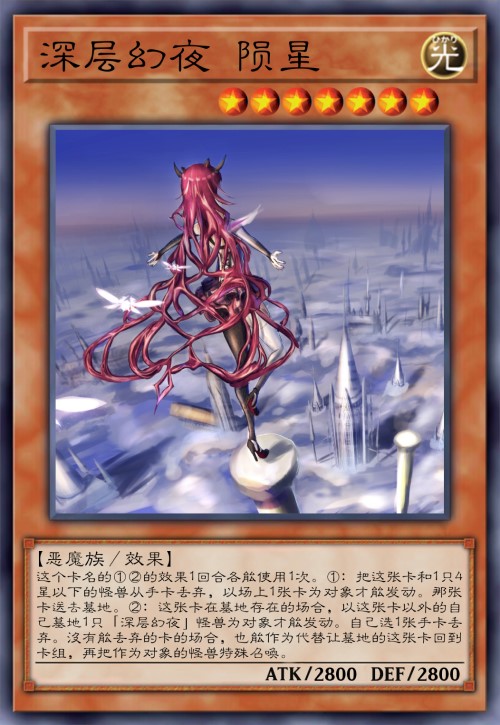 深层幻夜 陨星
ひかり
光
【恶魔族／效果】
这个卡名的①②的效果1回合各能使用1次。①：把这张卡和1只4
星以下的怪兽从手卡丢弃，以场上1张卡为对象才能发动。那张
卡送去墓地。②：这张卡在墓地存在的场合，以这张卡以外的自
己墓地1只「深层幻夜」怪兽为对象才能发动。自己选1张手卡丢
弃。没有能丢弃的卡的场合，也能作为代替让墓地的这张卡回到
卡组，再把作为对象的怪兽特殊召唤。
ATK/2800 DEF/2800